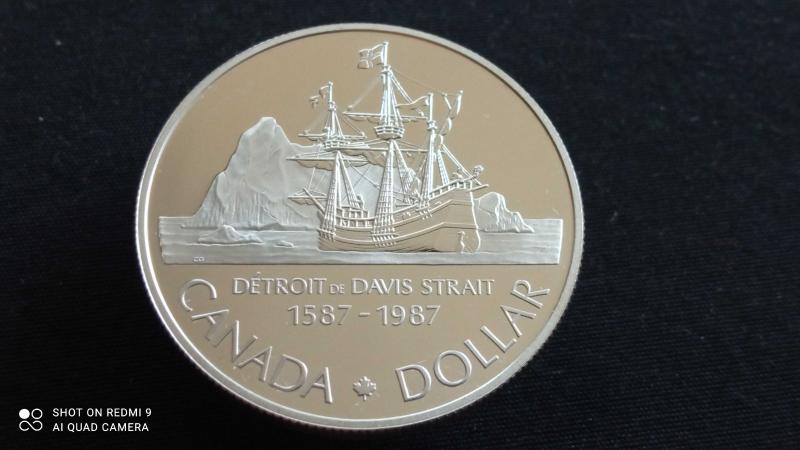 DÉTROIT DE DAVIS STRAIT
1587-1987
CANADA DOLLAR
SHOT ON REDMI 9
AI QUAD CAMERA